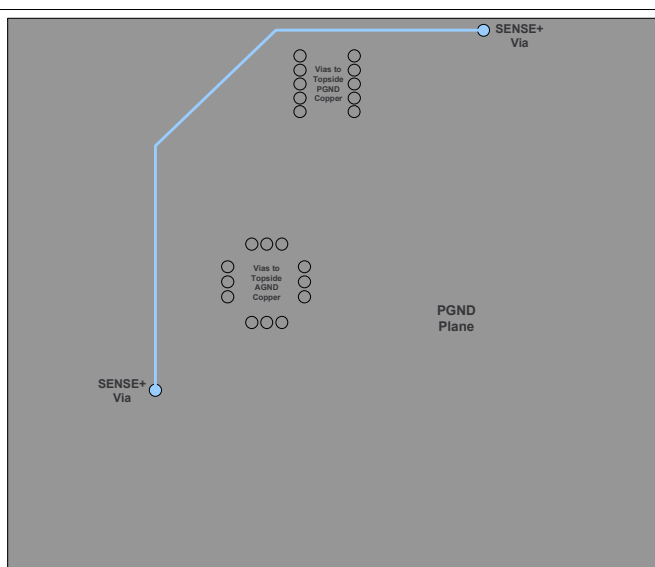 SENSE+
Via
Vias to
Topside
PGND
Copper
Vias to
Topside
AGND
Copper
PGND
Plane
SENSE+
Via